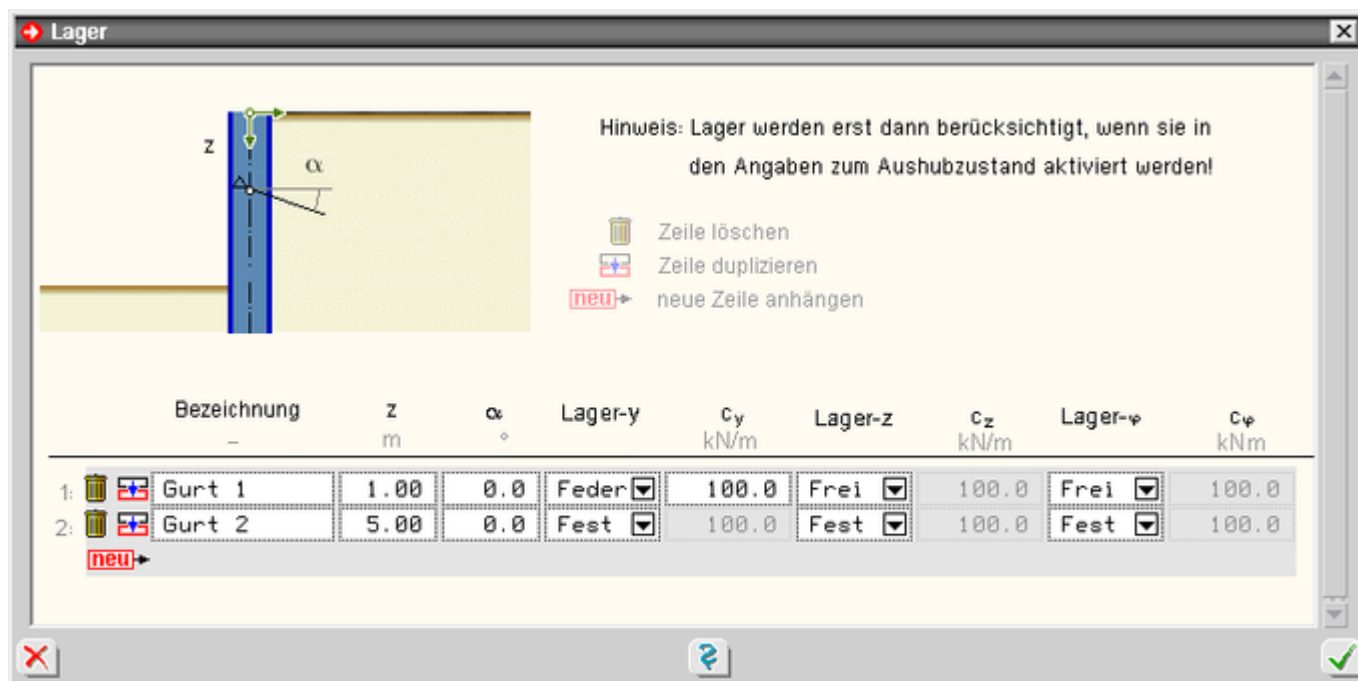 Lager
z
α
Hinweis: Lager werden erst dann berücksichtigt, wenn sie in
den Angaben zum Aushubzustand aktiviert werden!
Zeile löschen
Zeile duplizieren
neu neue Zeile anhängen
Bezeichnung z α Lager-y cy Lager-z cz Lager-φ cφ
– m ° kN/m kN/m kNm
1: Gurt 1 1.00 0.0 Feder 100.0 Frei 100.0 Frei 100.0
2: Gurt 2 5.00 0.0 Fest 100.0 Fest 100.0 Fest 100.0
neu